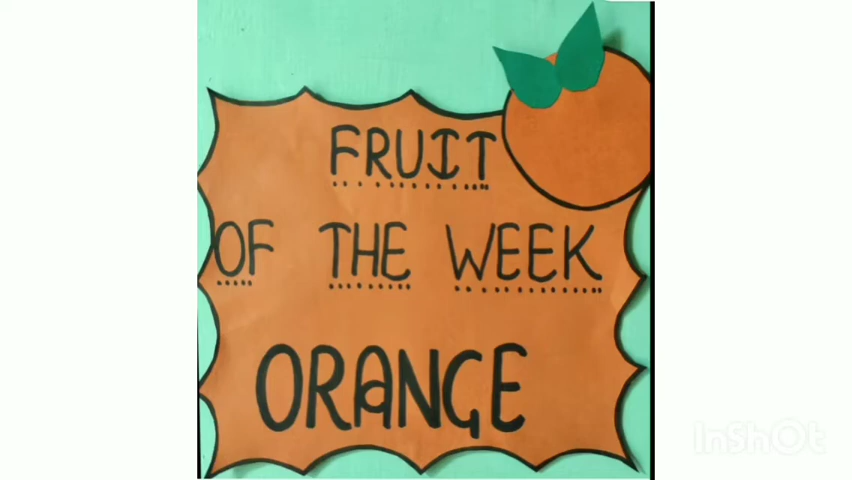 FRUIT
OF THE WEEK
ORANGE
InShOt